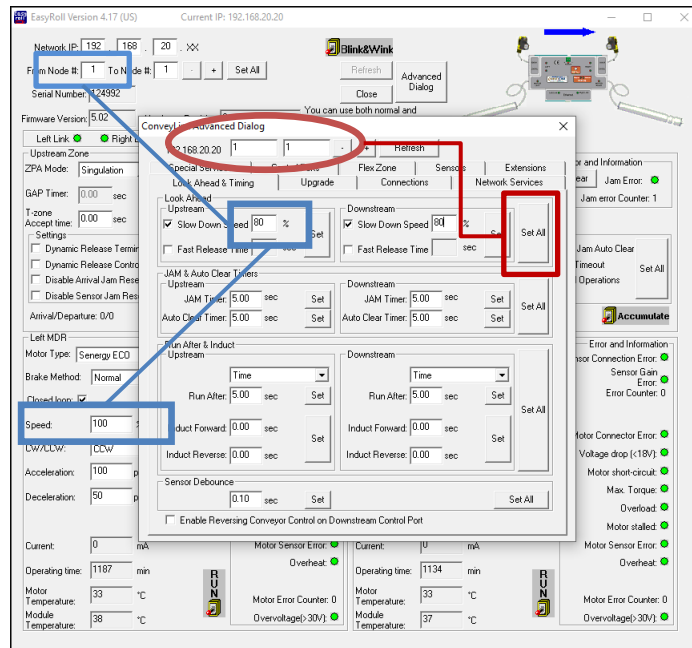 EasyRoll Version 4.17 (US) Current IP: 192.168.20.20
Network IP: 192 . 168 . 20 . XX
Blink&Wink
From Node #: 1 To Node #: 1 - + Set All
Refresh
Advanced Dialog
Serial Number: 124992
Close
You can use both normal and
Firmware Version: 5.02
ConveyLinx Advanced Dialog
Left Link
192.168.20.20 1 1 - + Refresh
Upstream Zone
Special Services Flex Zone Sensors Extensions
Look Ahead & Timing Upgrade Connections Network Services
ZPA Mode: Singulation
Jam Error:
GAP Timer: 0.00 sec
Jam error Counter: 1
T-zone
Accept time: 0.00 sec
Look Ahead
Upstream Downstream
Slow Down Speed 80 % Set
Slow Down Speed 80 % Set
Set All
Fast Release Time sec
Fast Release Time sec
Settings
Dynamic Release Termin
Dynamic Release Contro
Disable Arrival Jam Rese
Disable Sensor Jam Rese
Jam Auto Clear
Timeout
Operations
Set All
JAM & Auto Clear Timers
Upstream Downstream
JAM Timer: 5.00 sec Set
JAM Timer: 5.00 sec Set
Auto Clear Timer: 5.00 sec Set
Auto Clear Timer: 5.00 sec Set
Set All
Arrival/Departure: 0/0
Accumulate
Left MDR
Run After & Induct
Upstream Downstream
Error and Information
Motor Type: Senergy ECO
Time Time
Sensor Gain
Error:
Error Counter: 0
Brake Method: Normal
Run After: 5.00 sec Set
Run After: 5.00 sec Set
Set All
Closed loop:
Speed: 100 %
Induct Forward: 0.00 sec
Induct Forward: 0.00 sec
Set Set
Motor Connector Error:
CW/CCW: CCW
Induct Reverse: 0.00 sec
Induct Reverse: 0.00 sec
Voltage drop (<18V):
Acceleration: 100
Sensor Debounce
Motor short-circuit:
Deceleration: 50
0.10 sec Set Set All
Max. Torque:
Overload:
Enable Reversing Conveyor Control on Downstream Control Port
Motor stalled:
Current: 0 mA Motor Sensor Error: Current: 0 mA Motor Sensor Error:
Operating time: 1187 min Overheat: Operating time: 1134 min Overheat:
RUN RUN
Motor Temperature: 33 °C Motor Error Counter: 0 Motor Temperature: 33 °C Motor Error Counter: 0
Module Temperature: 38 °C Overvoltage(>30V): Module Temperature: 37 °C Overvoltage(>30V):